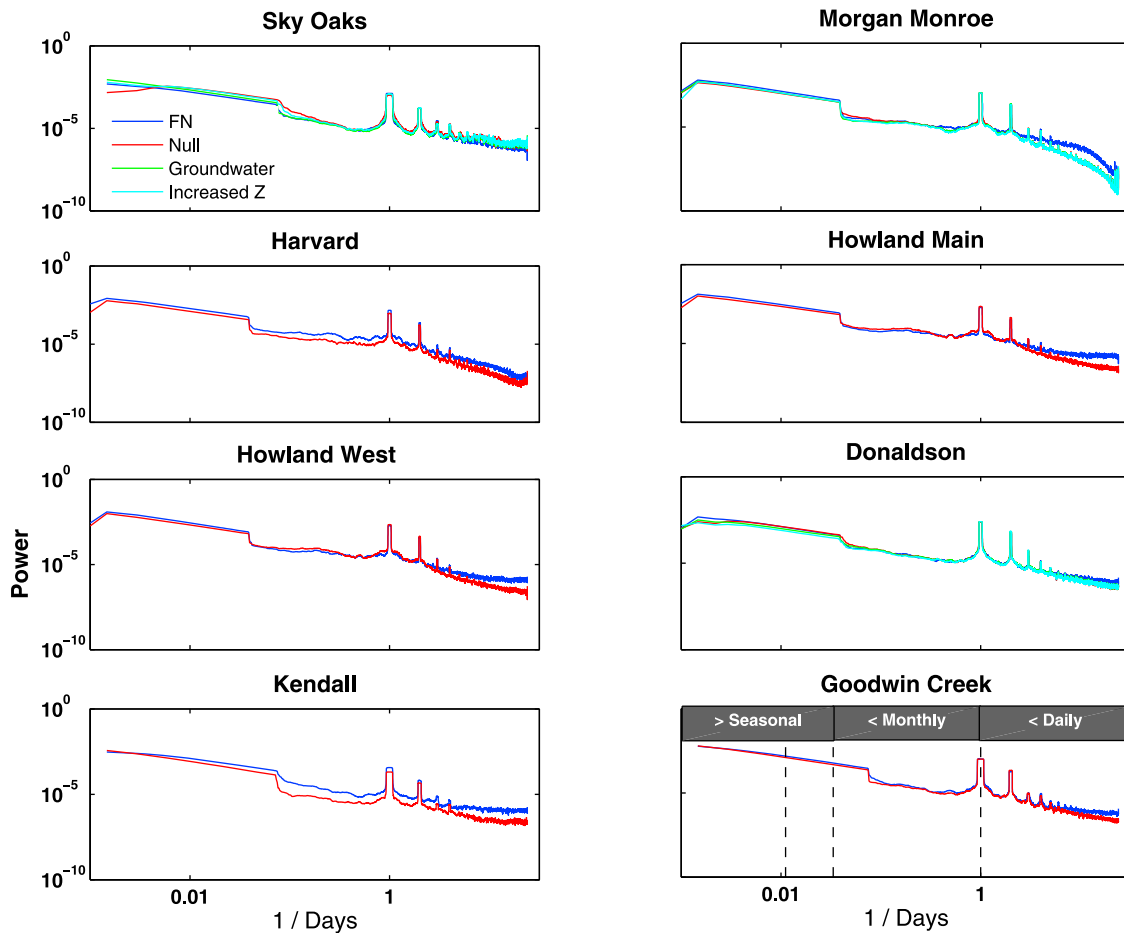 Sky Oaks
Morgan Monroe
10^0
10^-5
10^-10
FN
Null
Groundwater
Increased Z
Harvard
Howland Main
10^0
10^-5
10^-10
Howland West
Donaldson
10^0
10^-5
10^-10
Power
Kendall
Goodwin Creek
10^0
10^-5
10^-10
> Seasonal
< Monthly
< Daily
0.01
1
0.01
1
1 / Days
1 / Days